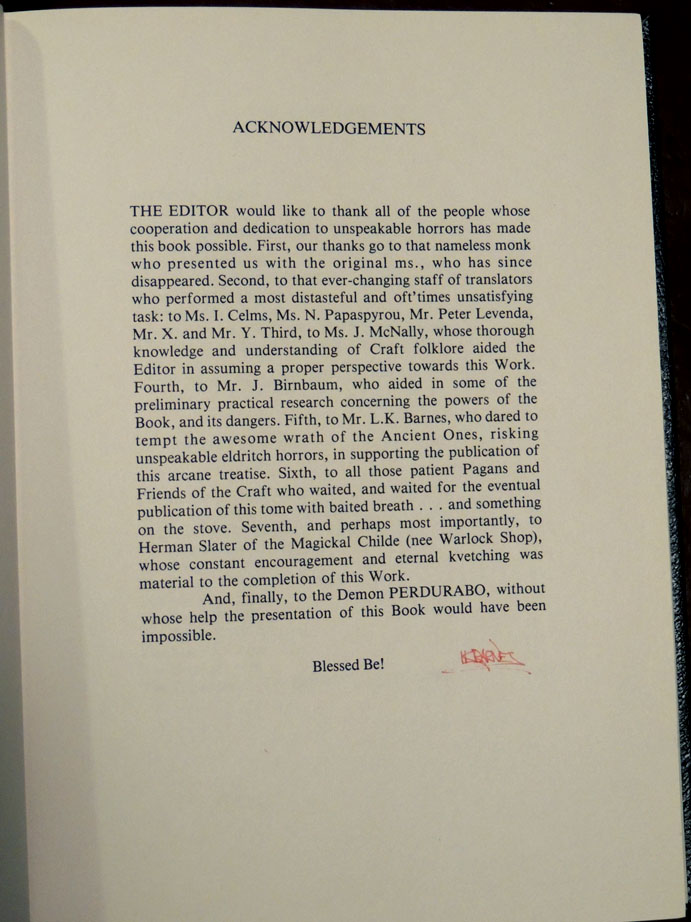 ACKNOWLEDGEMENTS
THE EDITOR would like to thank all of the people whose
cooperation and dedication to unspeakable horrors has made
this book possible. First, our thanks go to that nameless monk
who presented us with the original ms., who has since
disappeared. Second, to that ever-changing staff of translators
who performed a most distasteful and oft'times unsatisfying
task: to Ms. I. Celms, Ms. N. Papaspyrou, Mr. Peter Levenda,
Mr. X. and Mr. Y. Third, to Ms. J. McNally, whose thorough
knowledge and understanding of Craft folklore aided the
Editor in assuming a proper perspective towards this Work.
Fourth, to Mr. J. Birnbaum, who aided in some of the
preliminary practical research concerning the powers of the
Book, and its dangers. Fifth, to Mr. L.K. Barnes, who dared to
tempt the awesome wrath of the Ancient Ones, risking
unspeakable eldritch horrors, in supporting the publication of
this arcane treatise. Sixth, to all those patient Pagans and
Friends of the Craft who waited, and waited for the eventual
publication of this tome with baited breath . . . and something
on the stove. Seventh, and perhaps most importantly, to
Herman Slater of the Magickal Childe (nee Warlock Shop),
whose constant encouragement and eternal kvetching was
material to the completion of this Work.
And, finally, to the Demon PERDURABO, without
whose help the presentation of this Book would have been
impossible.
Blessed Be!